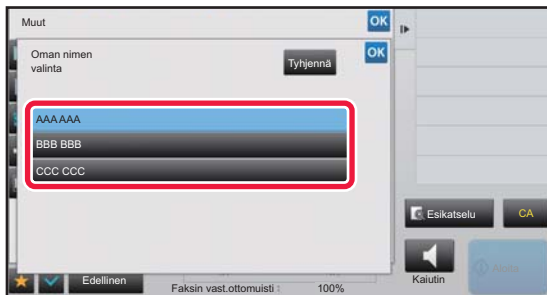 Muut
OK
Oman nimen
valinta
Tyhjennä
OK
AAA AAA
BBB BBB
CCC CCC
Esikatselu
CA
Edellinen
Faksin vast.ottomuisti :
100%
Kaiutin
Aloita